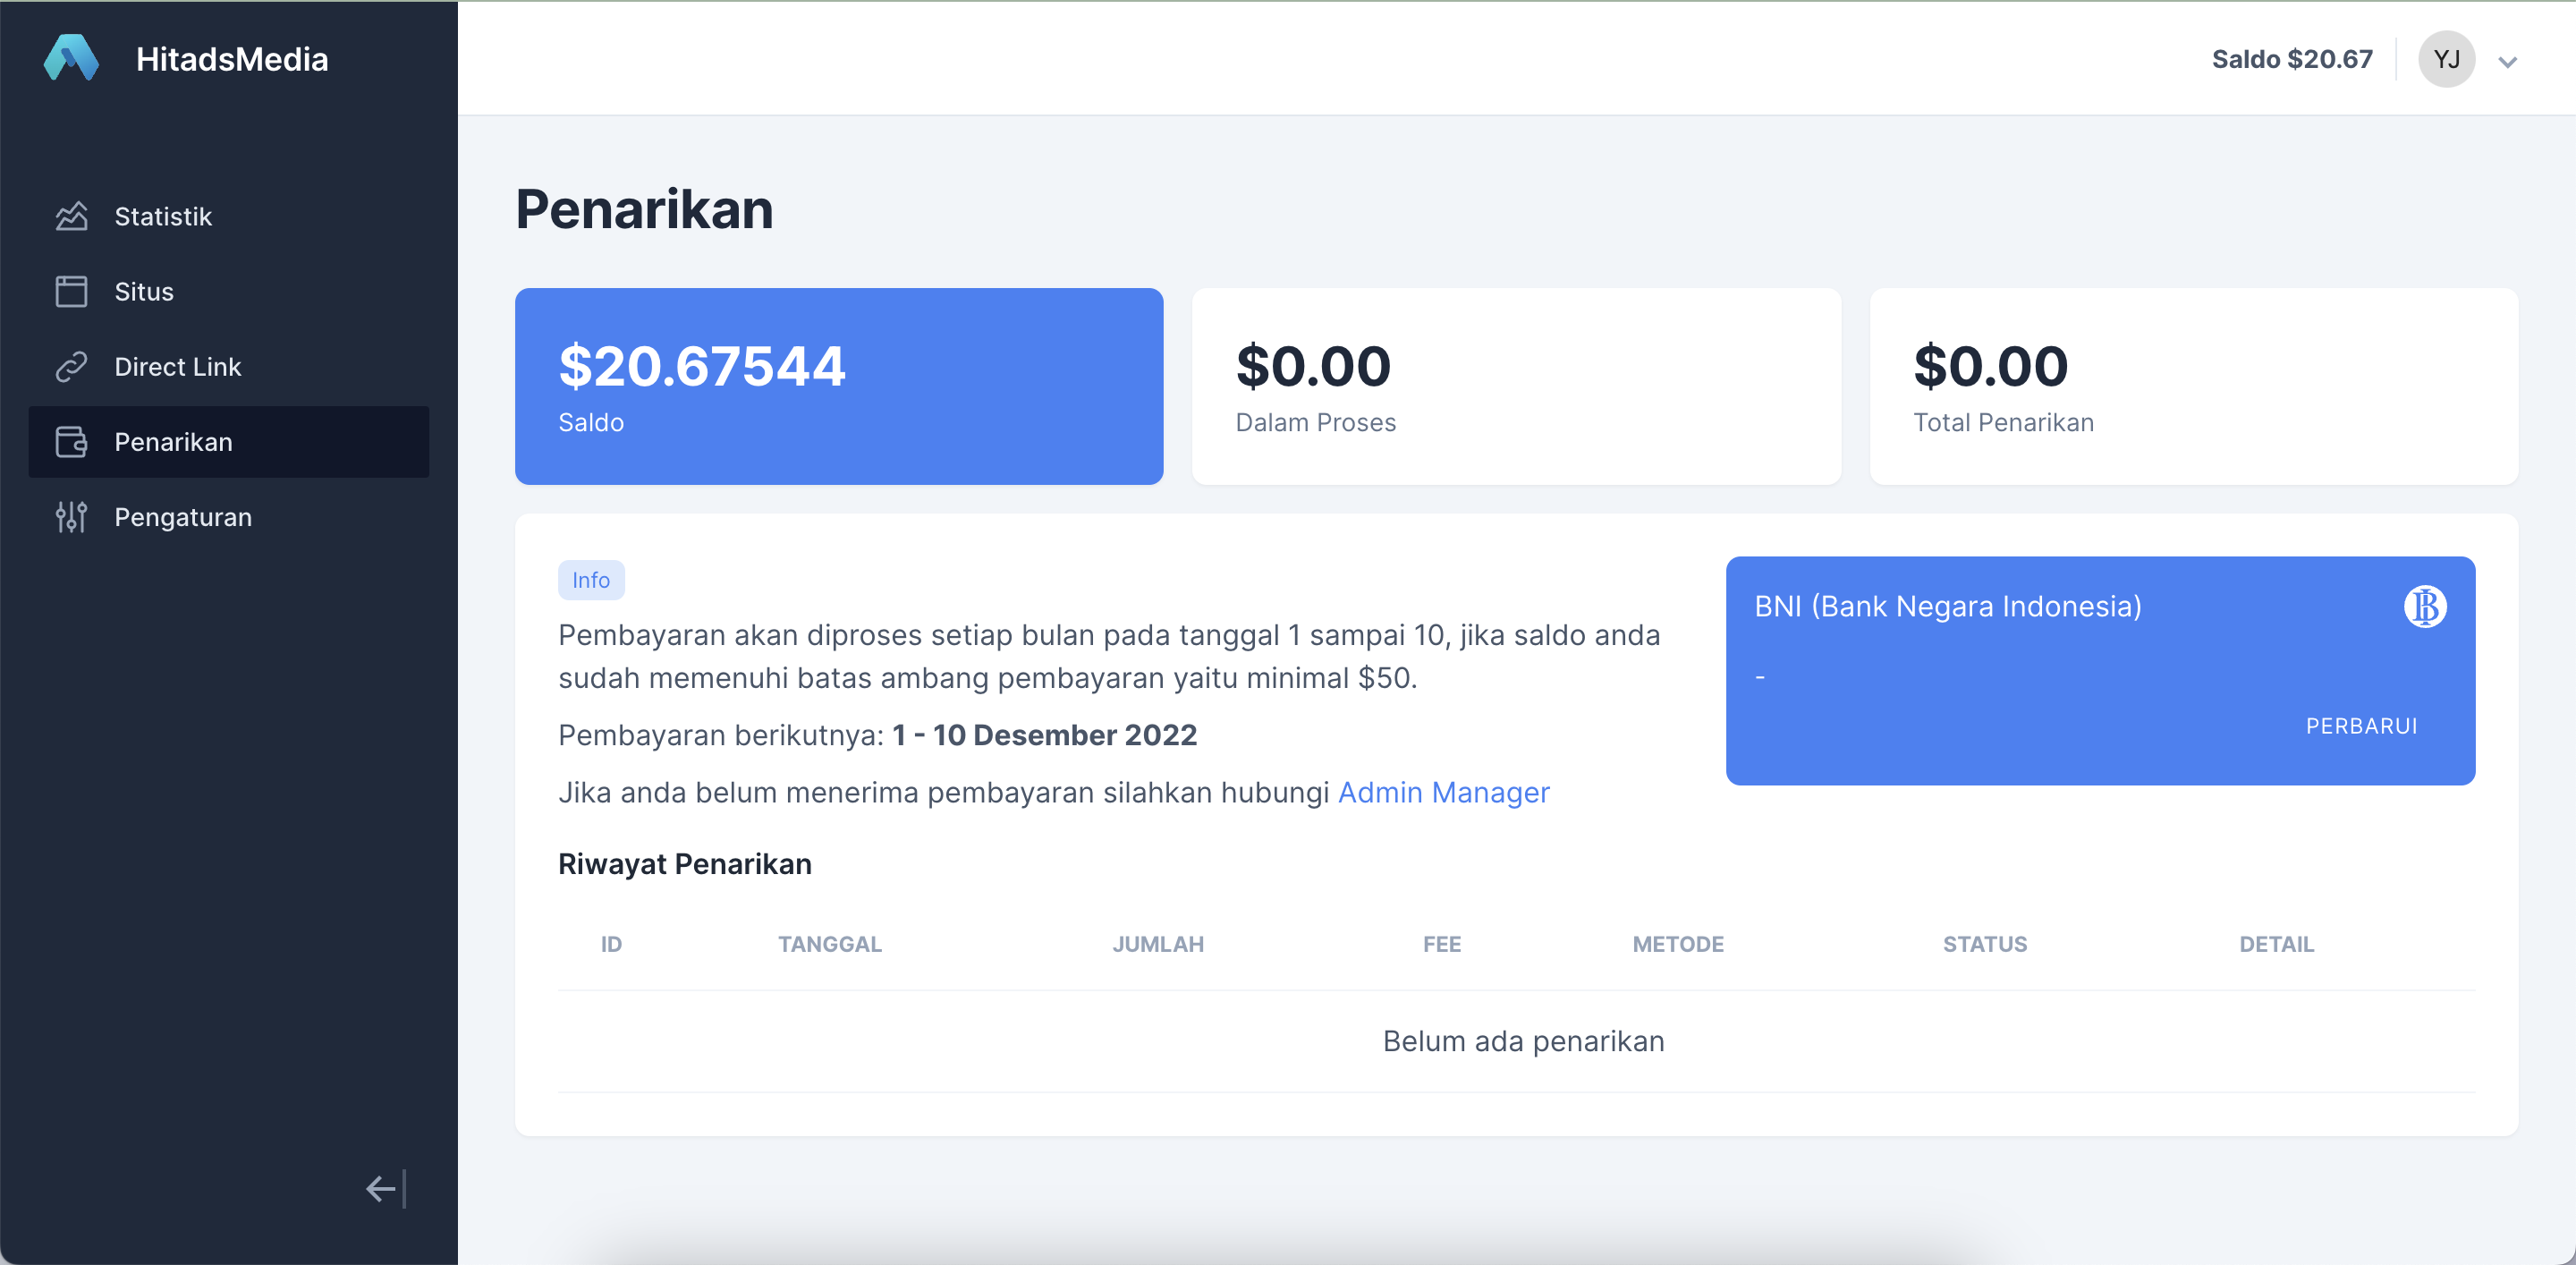 HitadsMedia
Saldo $20.67
YJ
Statistik
Situs
Direct Link
Penarikan
Pengaturan
Penarikan
$20.67544
Saldo
$0.00
Dalam Proses
$0.00
Total Penarikan
Info
Pembayaran akan diproses setiap bulan pada tanggal 1 sampai 10, jika saldo anda
sudah memenuhi batas ambang pembayaran yaitu minimal $50.
Pembayaran berikutnya: 1 - 10 Desember 2022
Jika anda belum menerima pembayaran silahkan hubungi Admin Manager
BNI (Bank Negara Indonesia)
-
PERBARUI
Riwayat Penarikan
ID TANGGAL JUMLAH FEE METODE STATUS DETAIL
Belum ada penarikan